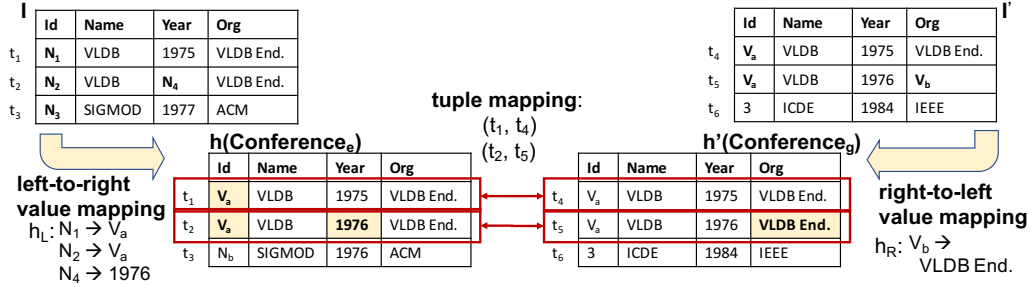 I
Id Name Year Org
t1 N1 VLDB 1975 VLDB End.
t2 N2 VLDB N4 VLDB End.
t3 N3 SIGMOD 1977 ACM
I'
Id Name Year Org
t4 Va VLDB 1975 VLDB End.
t5 Va VLDB 1976 Vb
t6 3 ICDE 1984 IEEE
tuple mapping:
(t1, t4)
(t2, t5)
left-to-right
value mapping
hL: N1 → Va
N2 → Va
N4 → 1976
h(Conferencee)
Id Name Year Org
t1 Va VLDB 1975 VLDB End.
t2 Va VLDB 1976 VLDB End.
t3 Nb SIGMOD 1976 ACM
h'(Conferenceg)
Id Name Year Org
t4 Va VLDB 1975 VLDB End.
t5 Va VLDB 1976 VLDB End.
t6 3 ICDE 1984 IEEE
right-to-left
value mapping
hR: Vb →
VLDB End.